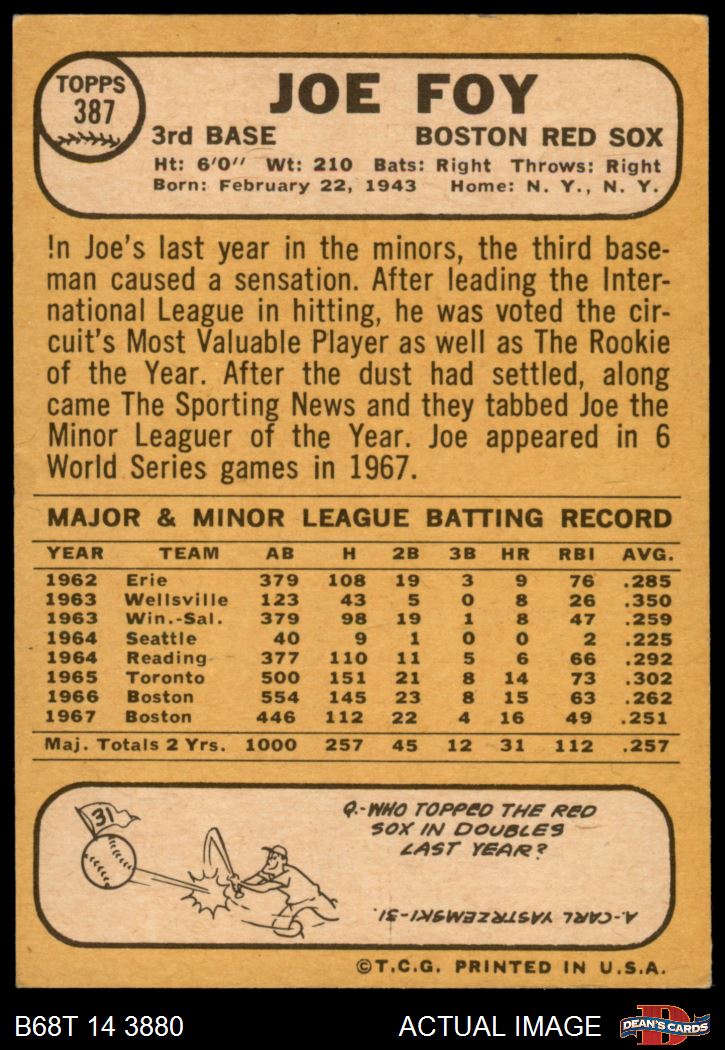 TOPPS
387
JOE FOY
3rd BASE BOSTON RED SOX
Ht: 6'0" Wt: 210 Bats: Right Throws: Right
Born: February 22, 1943 Home: N. Y., N. Y.
!n Joe's last year in the minors, the third base-
man caused a sensation. After leading the Inter-
national League in hitting, he was voted the cir-
cuit's Most Valuable Player as well as The Rookie
of the Year. After the dust had settled, along
came The Sporting News and they tabbed Joe the
Minor Leaguer of the Year. Joe appeared in 6
World Series games in 1967.
MAJOR & MINOR LEAGUE BATTING RECORD
YEAR TEAM AB H 2B 3B HR RBI AVG.
1962 Erie 379 108 19 3 9 76 .285
1963 Wellsville 123 43 5 0 8 26 .350
1963 Win.-Sal. 379 98 19 1 8 47 .259
1964 Seattle 40 9 1 0 0 2 .225
1964 Reading 377 110 11 5 6 66 .292
1965 Toronto 500 151 21 8 14 73 .302
1966 Boston 554 145 23 8 15 63 .262
1967 Boston 446 112 22 4 16 49 .251
Maj. Totals 2 Yrs. 1000 257 45 12 31 112 .257
31
Q.-WHO TOPPED THE RED
SOX IN DOUBLES
LAST YEAR?
A.-CARL YASTRZEMSKI-31.
©T.C.G. PRINTED IN U.S.A.
B68T 14 3880 ACTUAL IMAGE D DEAN'S CARDS